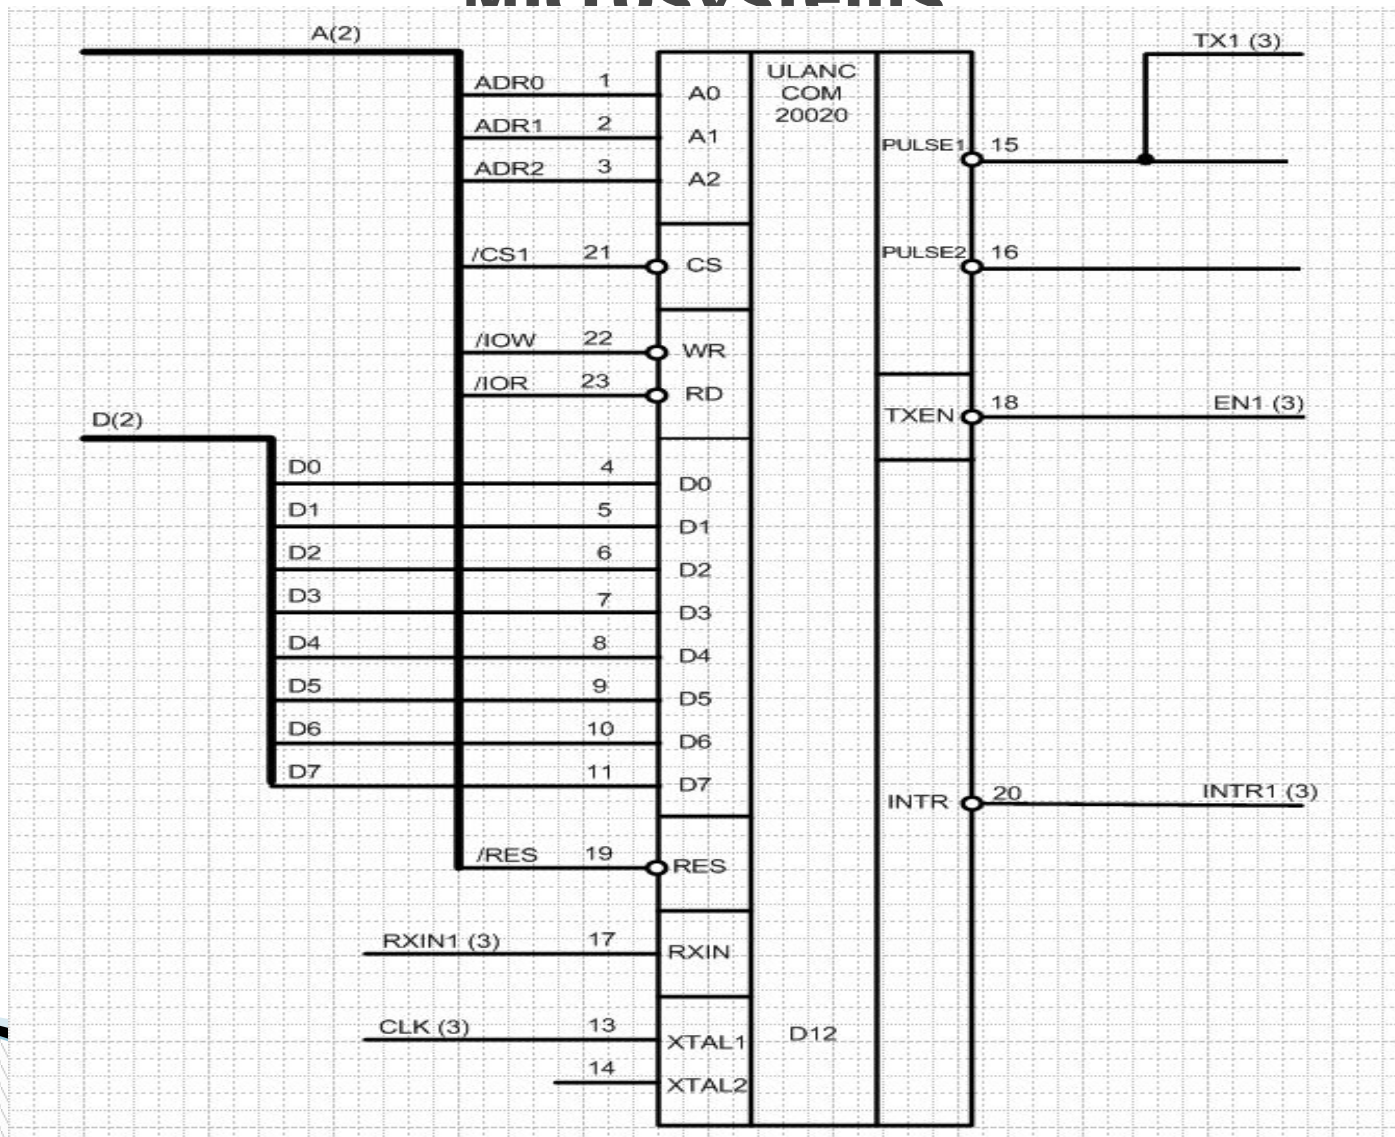 Microsystems
A(2)
TX1 (3)
ADR0 1 A0
ULANC
COM
20020
ADR1 2 A1
PULSE1 15
ADR2 3 A2
/CS1 21 CS
PULSE2 16
/IOW 22 WR
/IOR 23 RD
TXEN 18 EN1 (3)
D(2)
D0 4 D0
D1 5 D1
D2 6 D2
D3 7 D3
D4 8 D4
D5 9 D5
D6 10 D6
D7 11 D7
INTR 20 INTR1 (3)
/RES 19 RES
RXIN1 (3) 17 RXIN
CLK (3) 13 XTAL1
D12
14 XTAL2